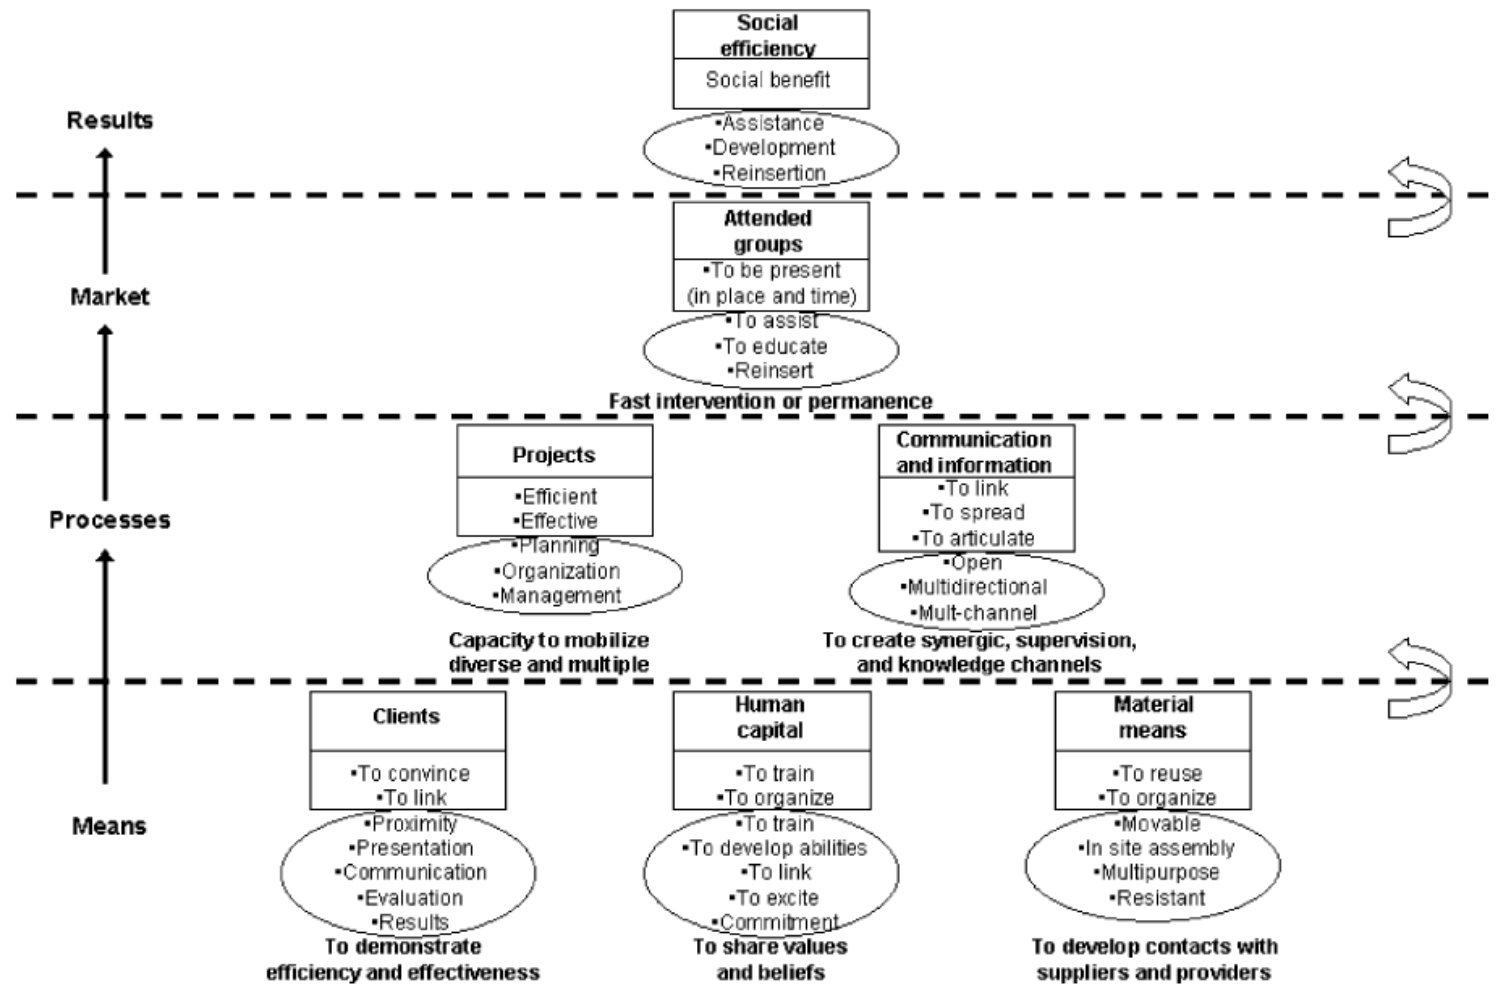 Social
efficiency
Social benefit
▪Assistance
▪Development
▪Reinsertion
Results
Attended
groups
▪To be present
(in place and time)
▪To assist
▪To educate
▪Reinsert
Fast intervention or permanence
Market
Projects
▪Efficient
▪Effective
▪Planning
▪Organization
▪Management
Capacity to mobilize
diverse and multiple
Communication
and information
▪To link
▪To spread
▪To articulate
▪Open
▪Multidirectional
▪Mult-channel
To create synergic, supervision,
and knowledge channels
Processes
Clients
▪To convince
▪To link
▪Proximity
▪Presentation
▪Communication
▪Evaluation
▪Results
To demonstrate
efficiency and effectiveness
Human
capital
▪To train
▪To organize
▪To train
▪To develop abilities
▪To link
▪To excite
▪Commitment
To share values
and beliefs
Material
means
▪To reuse
▪To organize
▪Movable
▪In site assembly
▪Multipurpose
▪Resistant
To develop contacts with
suppliers and providers
Means